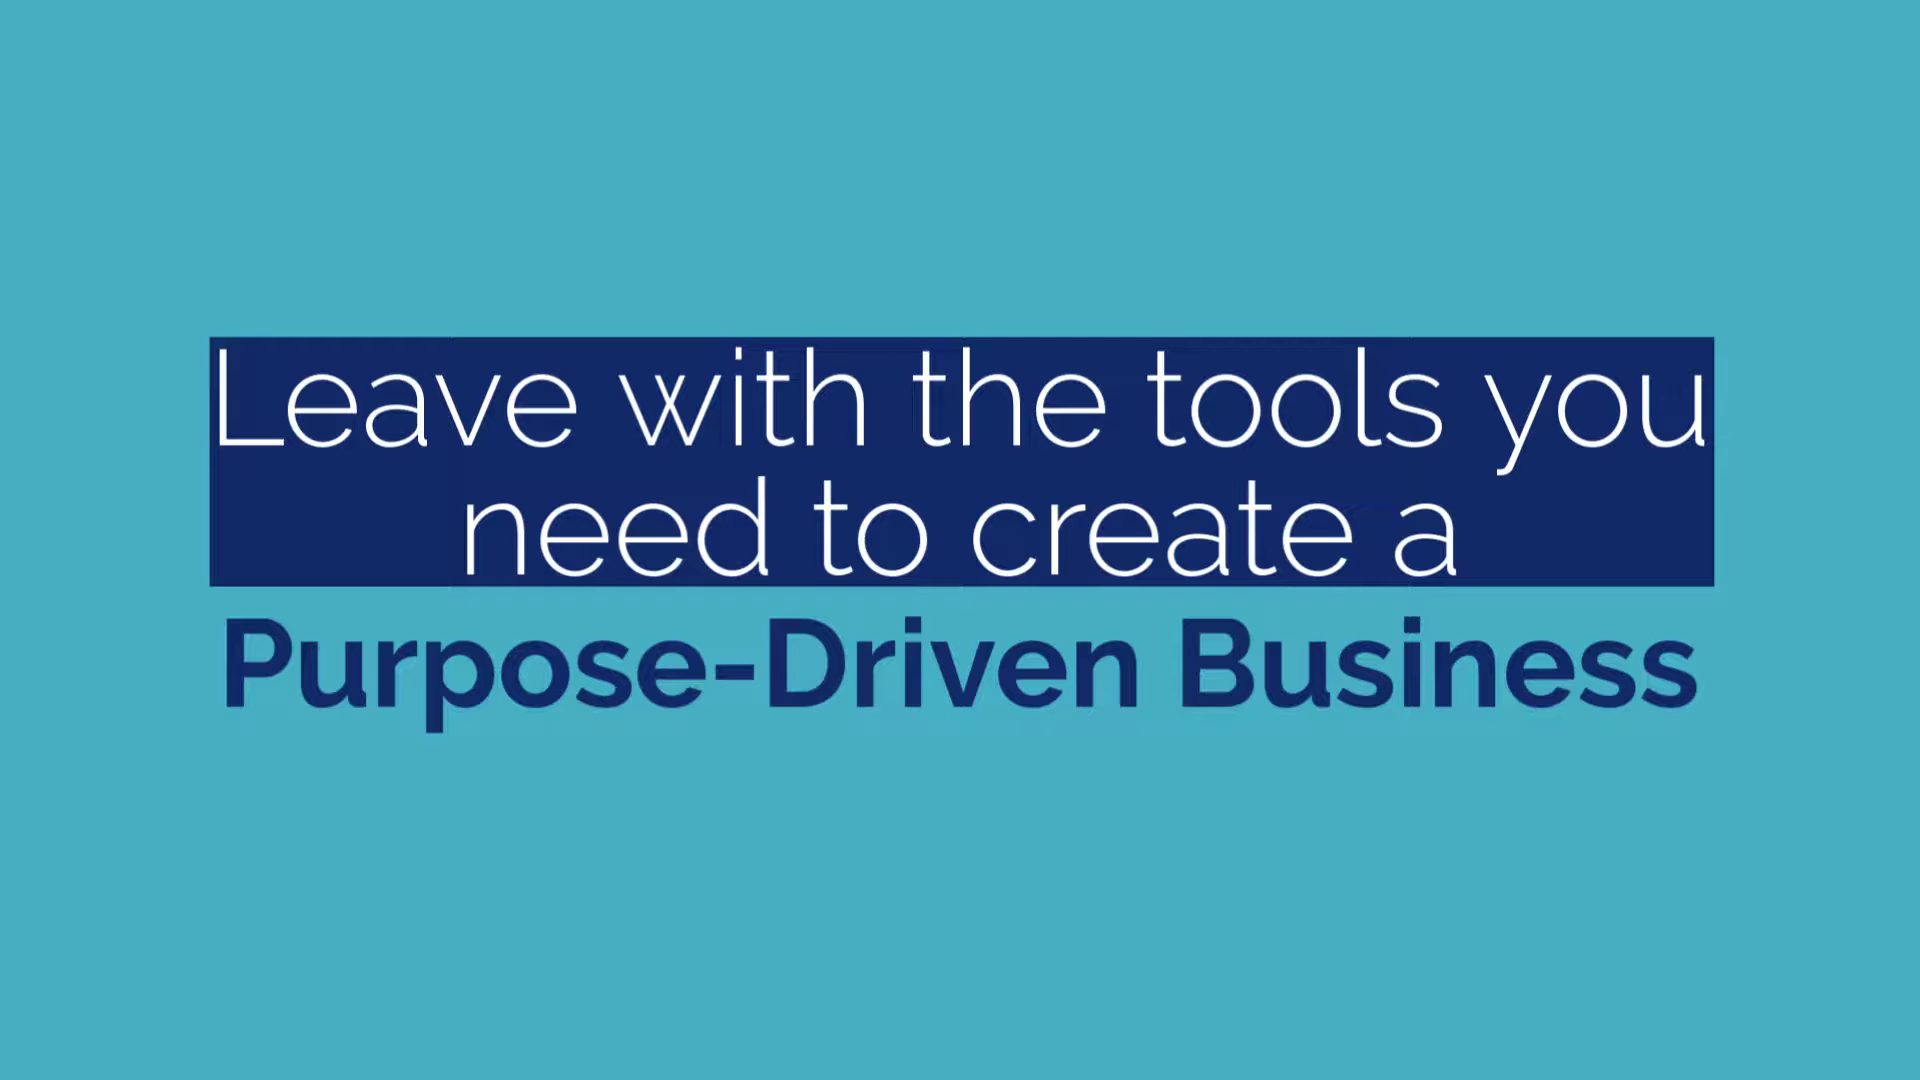 Leave with the tools you
need to create a
Purpose-Driven Business